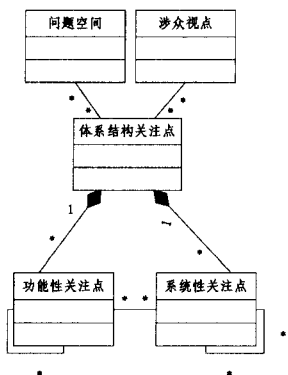 问题空间 涉众视点
* * * *
体系结构关注点
1 1
* *
功能性关注点 * * 系统性关注点
*
* *